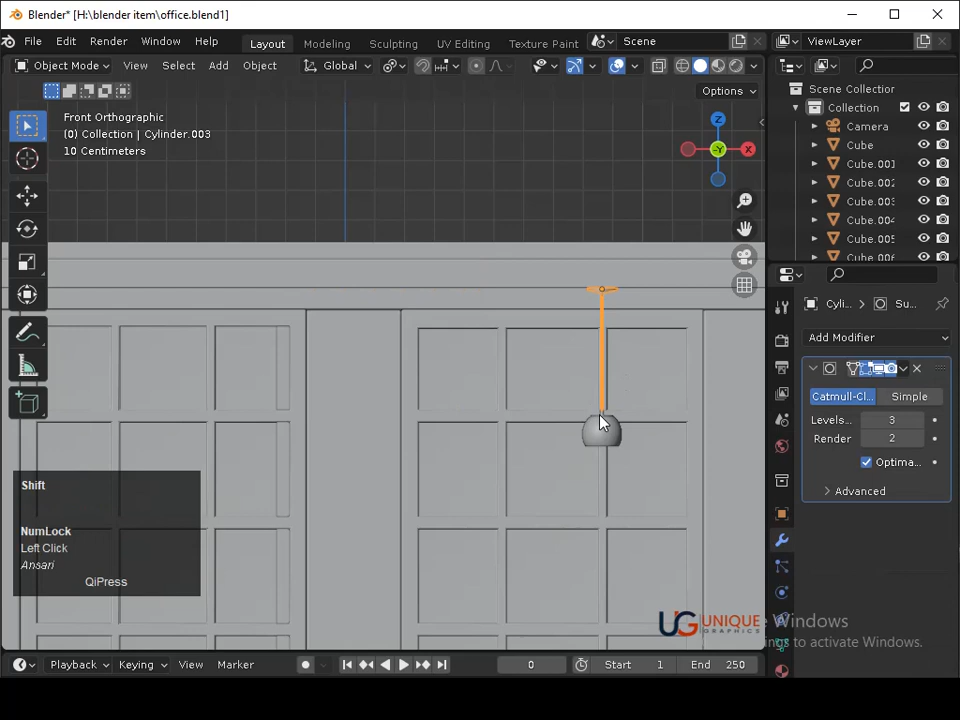 Blender* [H:\blender item\office.blend1]
File Edit Render Window Help Layout Modeling Sculpting UV Editing Texture Paint Scene ViewLayer
Object Mode View Select Add Object Global
Options
Front Orthographic
(0) Collection | Cylinder.003
10 Centimeters
Z
-Y
X
Scene Collection
Collection
Camera
Cube
Cube.001
Cube.002
Cube.003
Cube.004
Cube.005
Cube.006
Cyli... Su...
Add Modifier
Catmull-Cl... Simple
Levels... 3
Render 2
Optima...
Advanced
Shift
NumLock
Left Click
Ansari
QiPress
UG UNIQUE
GRAPHICS
Windows
to activate Windows.
Playback Keying View Marker 0 Start 1 End 250